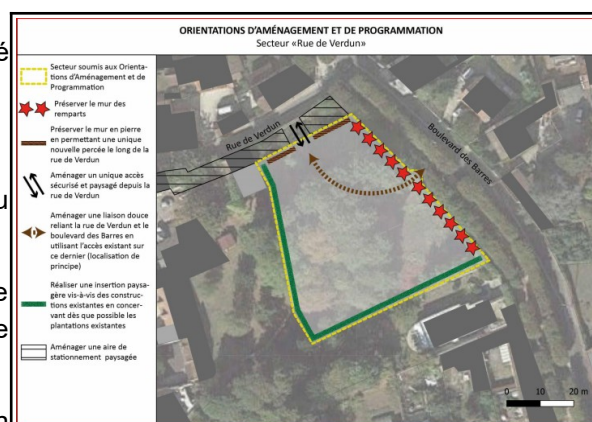 ORIENTATIONS D'AMÉNAGEMENT ET DE PROGRAMMATION
Secteur «Rue de Verdun»
Secteur soumis aux Orienta-
tions d'Aménagement et de
Programmation
Préserver le mur des
remparts
Préserver le mur en pierre
en permettant une unique
nouvelle percée le long de la
rue de Verdun
Aménager un unique accès
sécurisé et paysagé depuis la
rue de Verdun
Aménager une liaison douce
reliant la rue de Verdun et le
boulevard des Barres en
utilisant l'accès existant sur
ce dernier (localisation de
principe)
Réaliser une insertion paysa-
gère vis-à-vis des construc-
tions existantes en concer-
vant dès que possible les
plantations existantes
Aménager une aire de
stationnement paysagée
Rue de Verdun
Boulevard des Barres
0 10 20 m
é
u
e
e